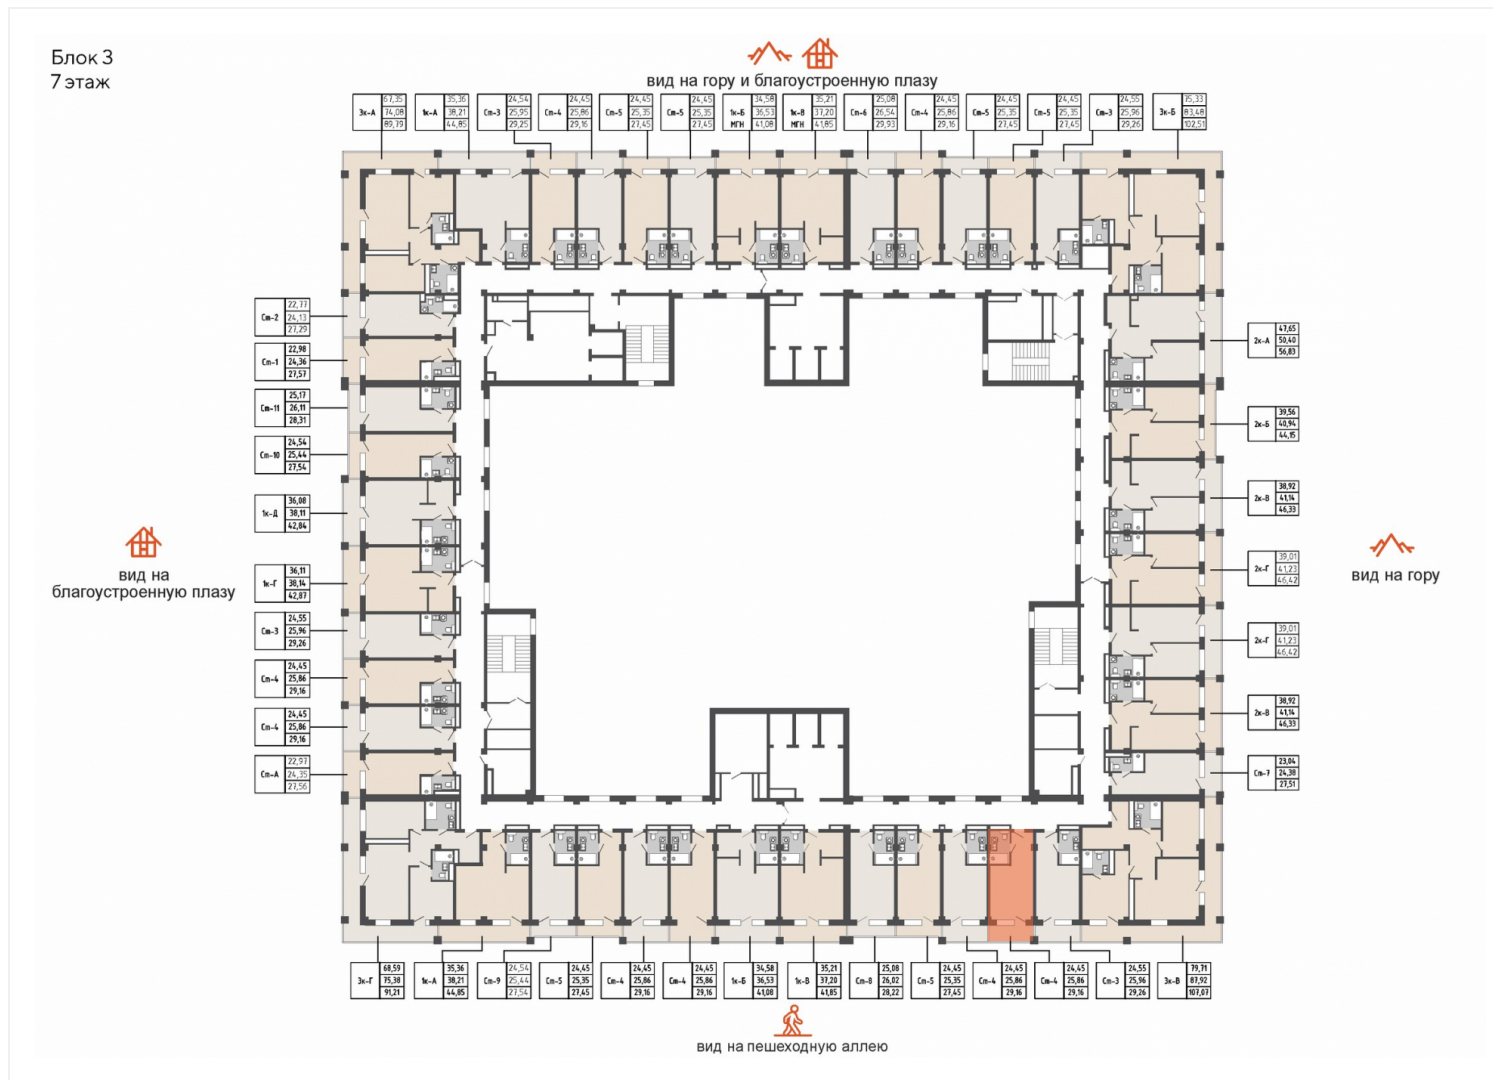 Блок 3
7 этаж
вид на гору и благоустроенную плазу
3к-А 67,35 74,08 89,79
1к-А 35,36 38,21 44,85
Ст-3 24,54 25,95 29,25
Ст-4 24,45 25,86 29,16
Ст-5 24,45 25,35 27,45
Ст-5 24,45 25,35 27,45
1к-Б МГН 34,58 36,53 41,08
1к-В МГН 35,21 37,20 41,85
Ст-6 25,08 26,54 29,93
Ст-4 24,45 25,86 29,16
Ст-5 24,45 25,35 27,45
Ст-5 24,45 25,35 27,45
Ст-3 24,55 25,96 29,26
3к-Б 75,33 83,48 102,51
Ст-2 22,77 24,13 27,29
Ст-1 22,98 24,36 27,57
Ст-11 25,17 26,11 28,31
Ст-10 24,54 25,44 27,54
1к-Д 36,08 38,11 42,84
1к-Г 36,11 38,14 42,87
Ст-3 24,55 25,96 29,26
Ст-4 24,45 25,86 29,16
Ст-4 24,45 25,86 29,16
Ст-А 22,97 24,35 27,56
вид на
благоустроенную плазу
2к-А 47,65 50,40 56,83
2к-Б 39,56 40,94 44,15
2к-В 38,92 41,14 46,33
2к-Г 39,01 41,23 46,42
2к-Г 39,01 41,23 46,42
2к-В 38,92 41,14 46,33
Ст-7 23,04 24,38 27,51
вид на гору
3к-Г 68,59 75,38 91,21
1к-А 35,36 38,21 44,85
Ст-9 24,54 25,44 27,54
Ст-5 24,45 25,35 27,45
Ст-4 24,45 25,86 29,16
Ст-4 24,45 25,86 29,16
1к-Б 34,58 36,53 41,08
1к-В 35,21 37,20 41,85
Ст-8 25,08 26,02 28,22
Ст-5 24,45 25,35 27,45
Ст-4 24,45 25,86 29,16
Ст-4 24,45 25,86 29,16
Ст-3 24,55 25,96 29,26
3к-В 79,71 87,92 107,07
вид на пешеходную аллею